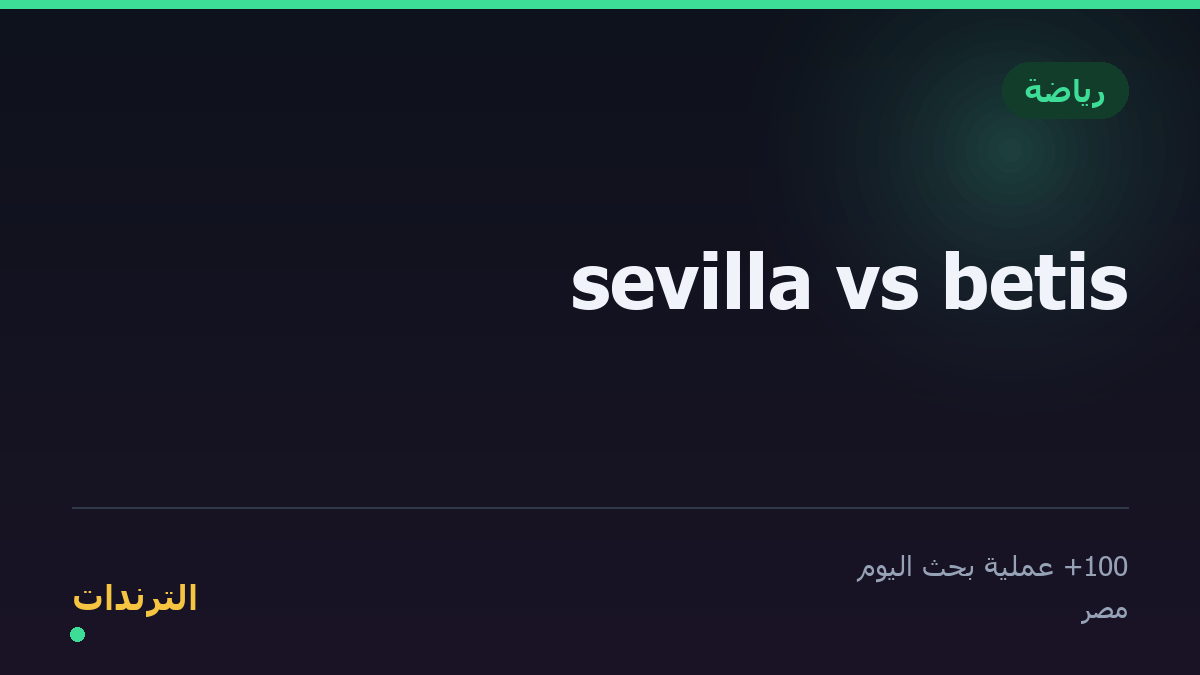 رياضة
sevilla vs betis
+100 عملية بحث اليوم
مصر
الترندات